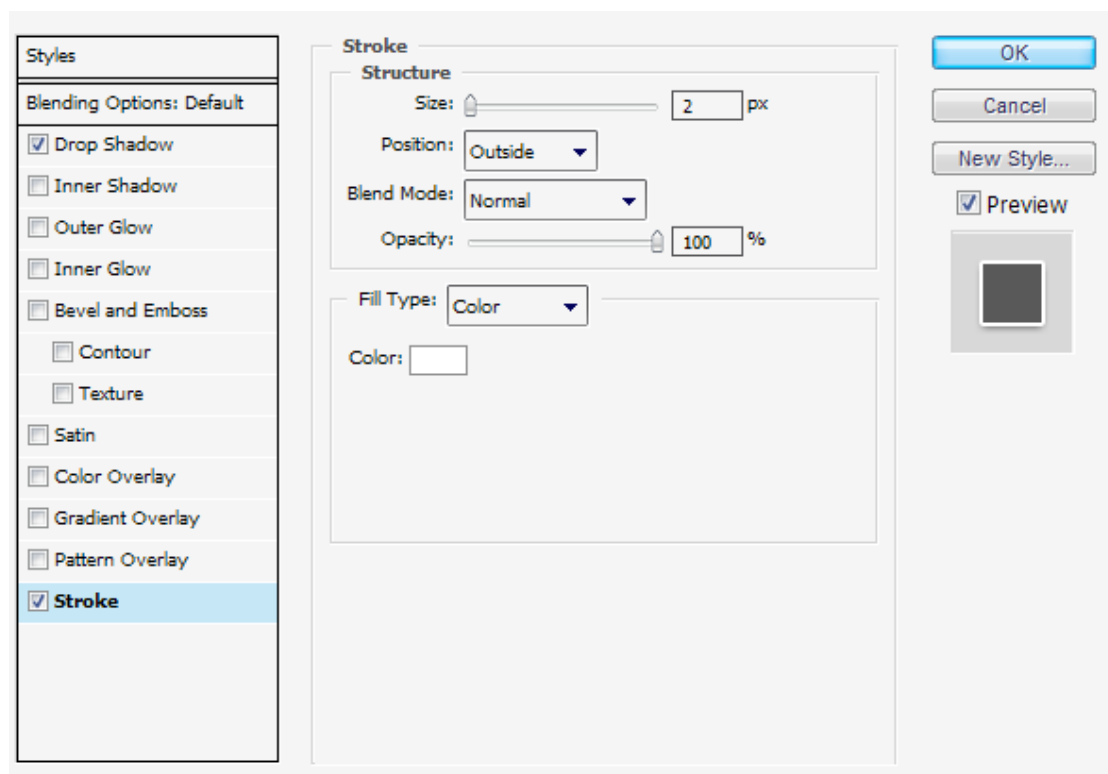 Styles
Blending Options: Default
Drop Shadow
Inner Shadow
Outer Glow
Inner Glow
Bevel and Emboss
Contour
Texture
Satin
Color Overlay
Gradient Overlay
Pattern Overlay
Stroke
Stroke
Structure
Size: 2 px
Position: Outside
Blend Mode: Normal
Opacity: 100 %
Fill Type: Color
Color:
OK
Cancel
New Style...
Preview